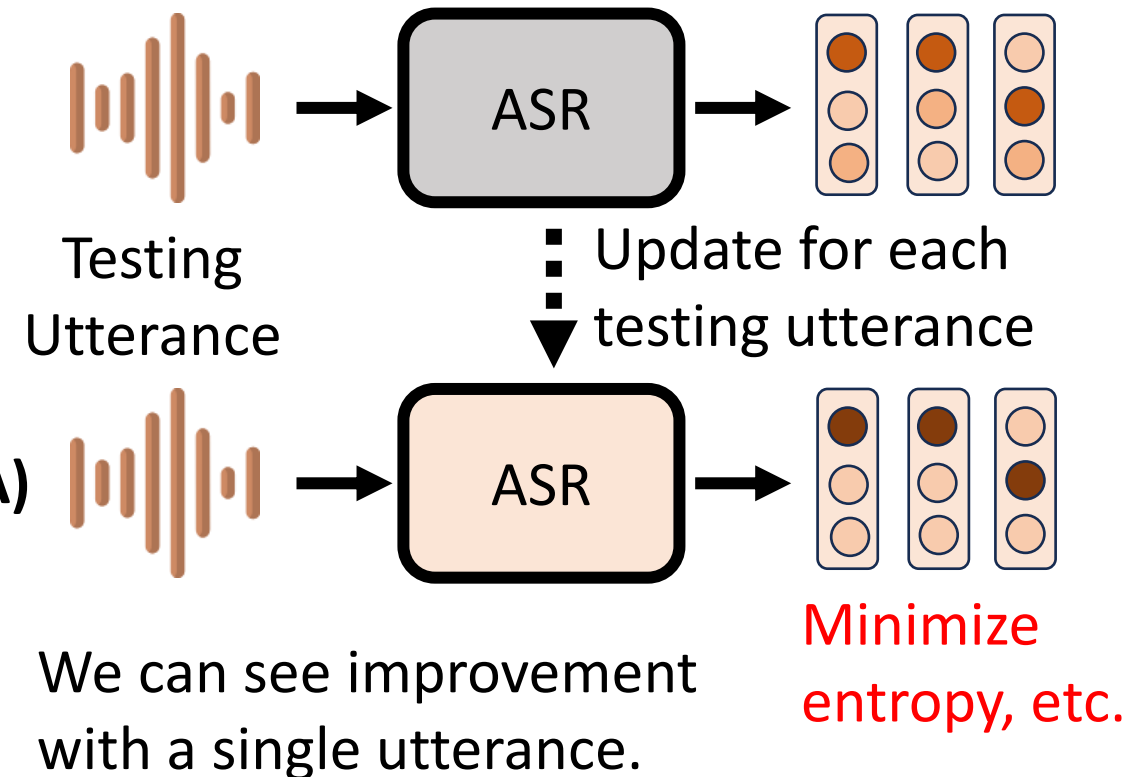 ASR
Testing
Utterance
Update for each
testing utterance
A)
ASR
Minimize
entropy, etc.
We can see improvement
with a single utterance.